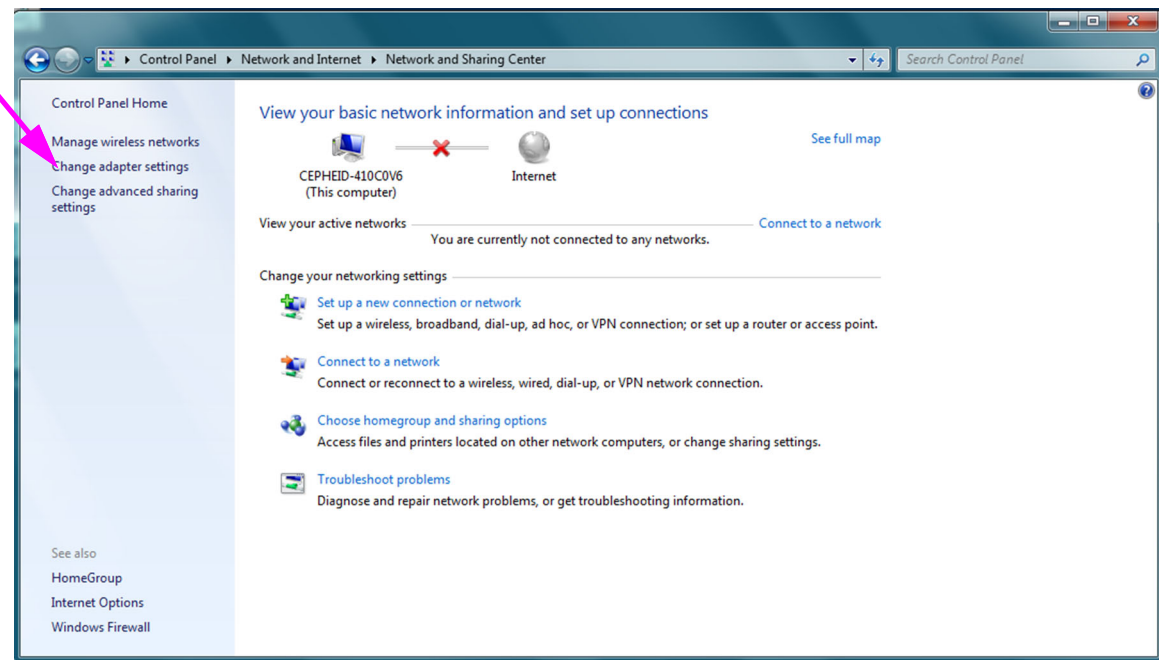 Control Panel ▸ Network and Internet ▸ Network and Sharing Center
Search Control Panel
Control Panel Home
Manage wireless networks
Change adapter settings
Change advanced sharing
settings
See also
HomeGroup
Internet Options
Windows Firewall
View your basic network information and set up connections
See full map
CEPHEID-410C0V6
(This computer)
Internet
View your active networks
Connect to a network
You are currently not connected to any networks.
Change your networking settings
Set up a new connection or network
Set up a wireless, broadband, dial-up, ad hoc, or VPN connection; or set up a router or access point.
Connect to a network
Connect or reconnect to a wireless, wired, dial-up, or VPN network connection.
Choose homegroup and sharing options
Access files and printers located on other network computers, or change sharing settings.
Troubleshoot problems
Diagnose and repair network problems, or get troubleshooting information.